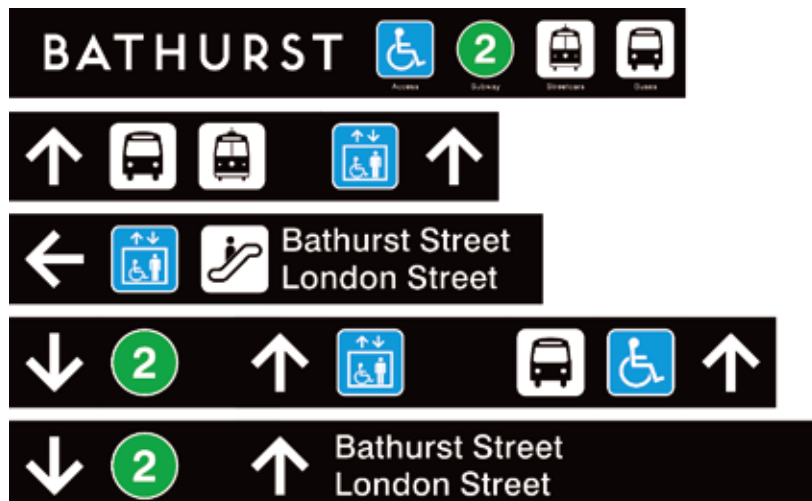 BATHURST 2
Access Subway Streetcars Buses
Bathurst Street
London Street
2
2 Bathurst Street
London Street